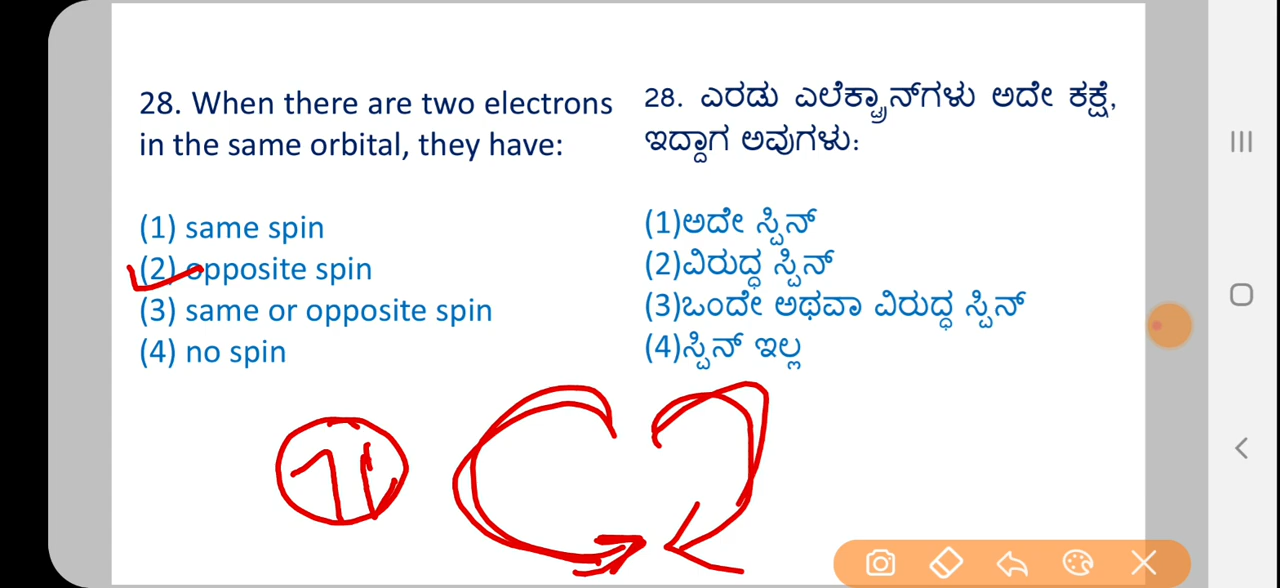 28. When there are two electrons
in the same orbital, they have:
(1) same spin
(2) opposite spin
(3) same or opposite spin
(4) no spin
28. ಎರಡು ಎಲೆಕ್ಟ್ರಾನ್‌ಗಳು ಅದೇ ಕಕ್ಷೆ,
ಇದ್ದಾಗ ಅವುಗಳು:
(1)ಅದೇ ಸ್ಪಿನ್
(2)ವಿರುದ್ಧ ಸ್ಪಿನ್
(3)ಒಂದೇ ಅಥವಾ ವಿರುದ್ಧ ಸ್ಪಿನ್
(4)ಸ್ಪಿನ್ ಇಲ್ಲ